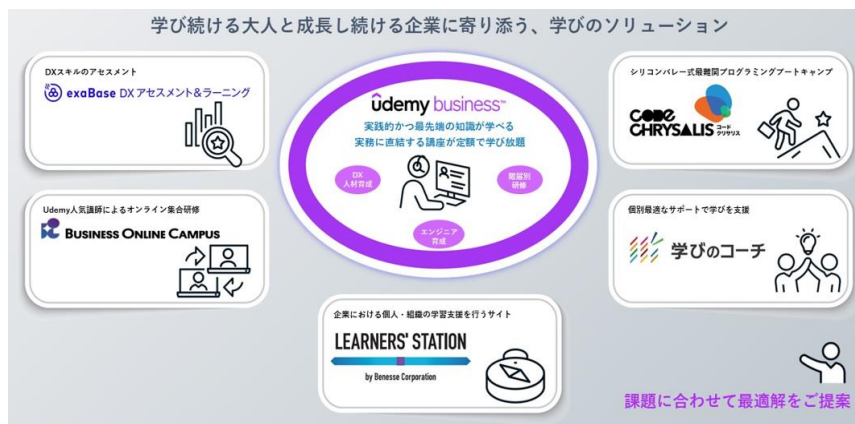 学び続ける大人と成長し続ける企業に寄り添う、学びのソリューション
DXスキルのアセスメント
exaBase DXアセスメント&ラーニング
Udemy人気講師によるオンライン集合研修
BUSINESS ONLINE CAMPUS
ûdemy business™
実践的かつ最先端の知識が学べる
実務に直結する講座が定額で学び放題
DX
人材育成
階層別
研修
エンジニア
育成
シリコンバレー式最難関プログラミングブートキャンプ
CODE
CHRYSALIS
コード
クリサリス
個別最適なサポートで学びを支援
学びのコーチ
企業における個人・組織の学習支援を行うサイト
LEARNERS' STATION
by Benesse Corporation
課題に合わせて最適解をご提案